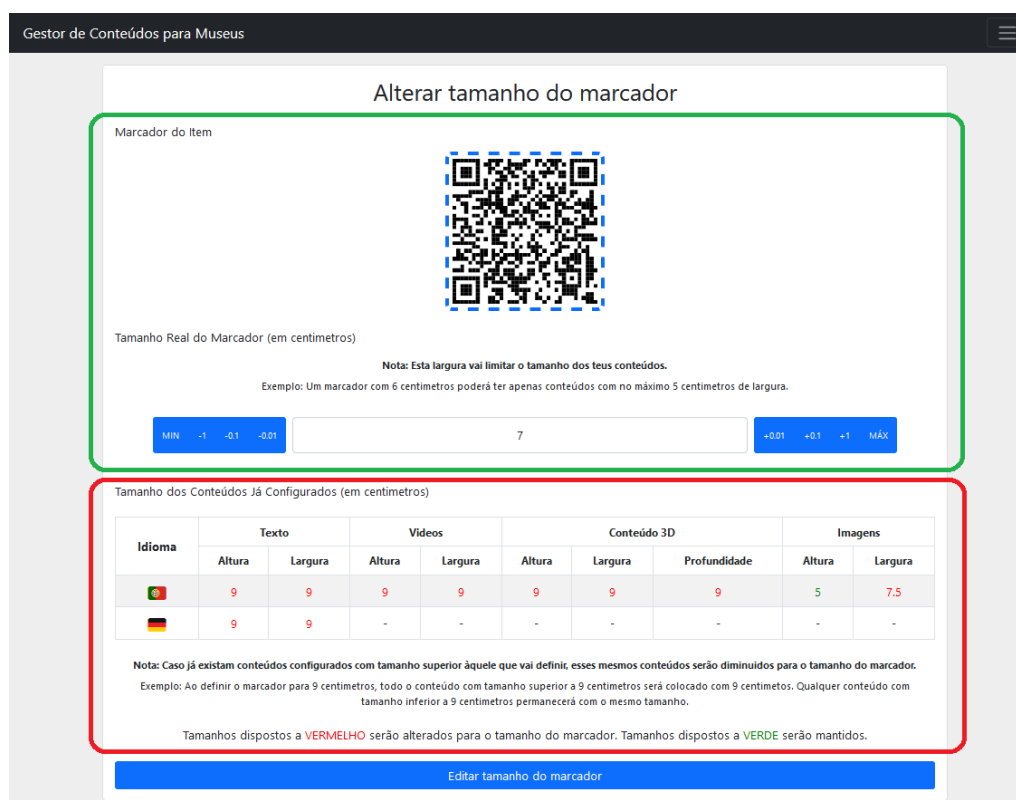 Gestor de Conteúdos para Museus
Alterar tamanho do marcador
Marcador do Item
Tamanho Real do Marcador (em centimetros)
Nota: Esta largura vai limitar o tamanho dos teus conteúdos.
Exemplo: Um marcador com 6 centimetros poderá ter apenas conteúdos com no máximo 5 centimetros de largura.
MIN -1 -0.1 -0.01 7 +0.01 +0.1 +1 MÁX
Tamanho dos Conteúdos Já Configurados (em centimetros)
Idioma Texto Videos Conteúdo 3D Imagens
Altura Largura Altura Largura Altura Largura Profundidade Altura Largura
9 9 9 9 9 9 9 5 7.5
9 9 - - - - - - -
Nota: Caso já existam conteúdos configurados com tamanho superior àquele que vai definir, esses mesmos conteúdos serão diminuidos para o tamanho do marcador.
Exemplo: Ao definir o marcador para 9 centimetros, todo o conteúdo com tamanho superior a 9 centimetros será colocado com 9 centimetos. Qualquer conteúdo com
tamanho inferior a 9 centimetros permanecerá com o mesmo tamanho.
Tamanhos dispostos a VERMELHO serão alterados para o tamanho do marcador. Tamanhos dispostos a VERDE serão mantidos.
Editar tamanho do marcador